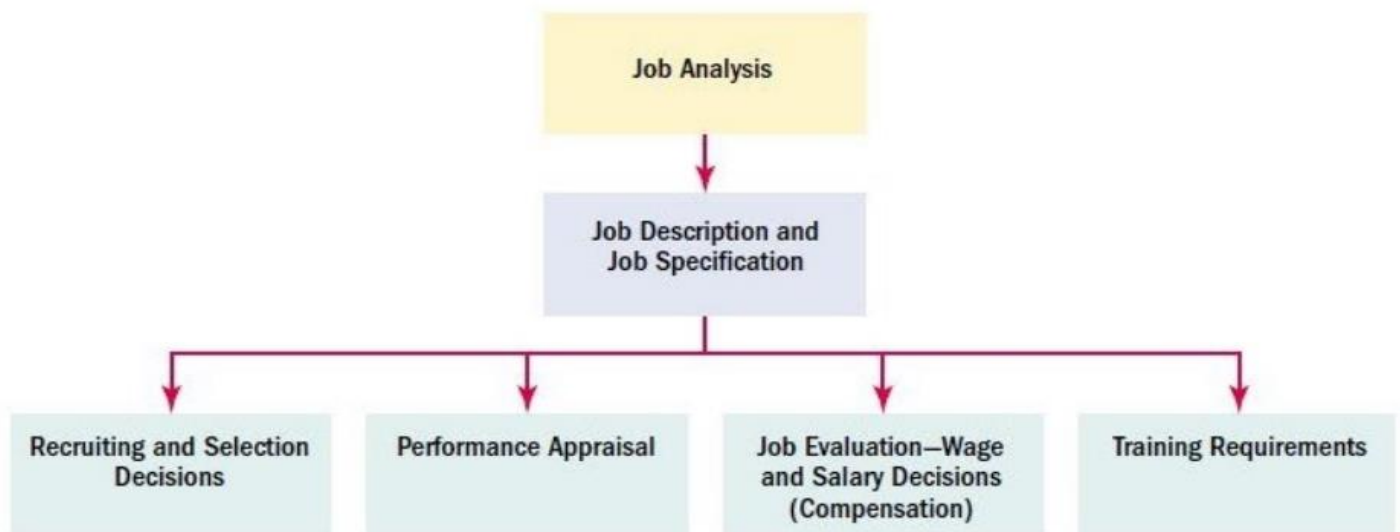 Job Analysis
Job Description and
Job Specification
Recruiting and Selection
Decisions
Performance Appraisal
Job Evaluation—Wage
and Salary Decisions
(Compensation)
Training Requirements